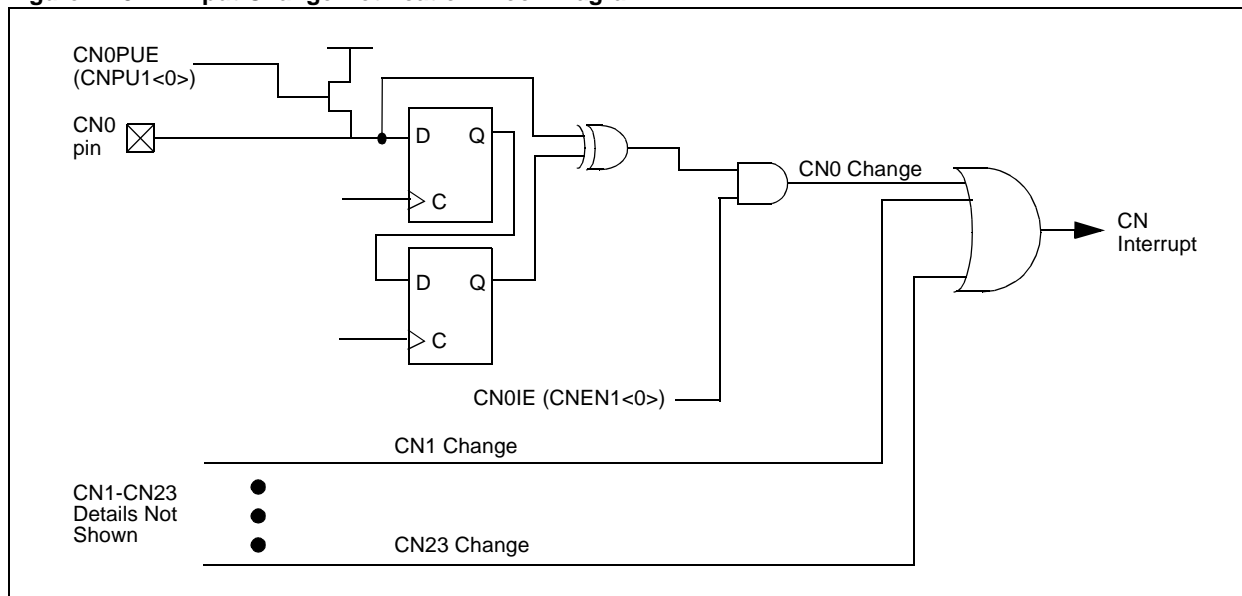 CN0PUE
(CNPU1<0>)
CN0
pin
D Q
C
D Q
C
CN0 Change
CN
Interrupt
CN0IE (CNEN1<0>)
CN1 Change
CN1-CN23
Details Not
Shown
CN23 Change